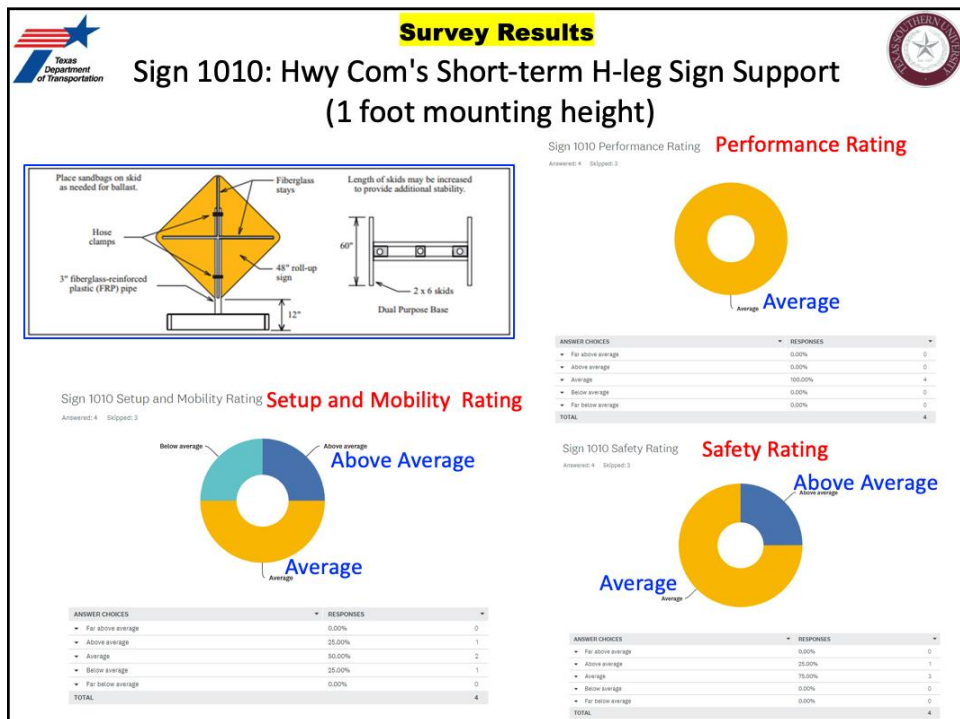 Survey Results
Texas
Department
of Transportation
TEXAS SOUTHERN UNIVERSITY
Sign 1010: Hwy Com's Short-term H-leg Sign Support
(1 foot mounting height)
Place sandbags on skid
as needed for ballast.
Fiberglass
stays
Hose
clamps
3" fiberglass-reinforced
plastic (FRP) pipe
48" roll-up
sign
12"
Length of skids may be increased
to provide additional stability.
60"
2 x 6 skids
Dual Purpose Base
Sign 1010 Performance Rating Performance Rating
Answered: 4 Skipped: 3
Average Average
ANSWER CHOICES RESPONSES
Far above average 0.00% 0
Above average 0.00% 0
Average 100.00% 4
Below average 0.00% 0
Far below average 0.00% 0
TOTAL 4
Sign 1010 Setup and Mobility Rating Setup and Mobility Rating
Answered: 4 Skipped: 3
Below average
Above average
Above Average
Average
Average
ANSWER CHOICES RESPONSES
Far above average 0.00% 0
Above average 25.00% 1
Average 50.00% 2
Below average 25.00% 1
Far below average 0.00% 0
TOTAL 4
Sign 1010 Safety Rating Safety Rating
Answered: 4 Skipped: 3
Above Average
Above average
Average
Average
ANSWER CHOICES RESPONSES
Far above average 0.00% 0
Above average 25.00% 1
Average 75.00% 3
Below average 0.00% 0
Far below average 0.00% 0
TOTAL 4